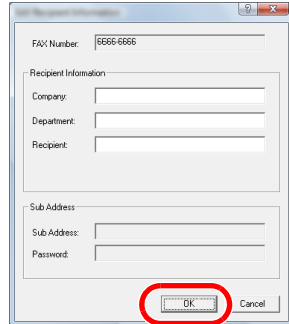 FAX Number:
6666-6666
Recipient Information
Company:
Department:
Recipient:
Sub Address
Sub Address:
Password:
OK
Cancel